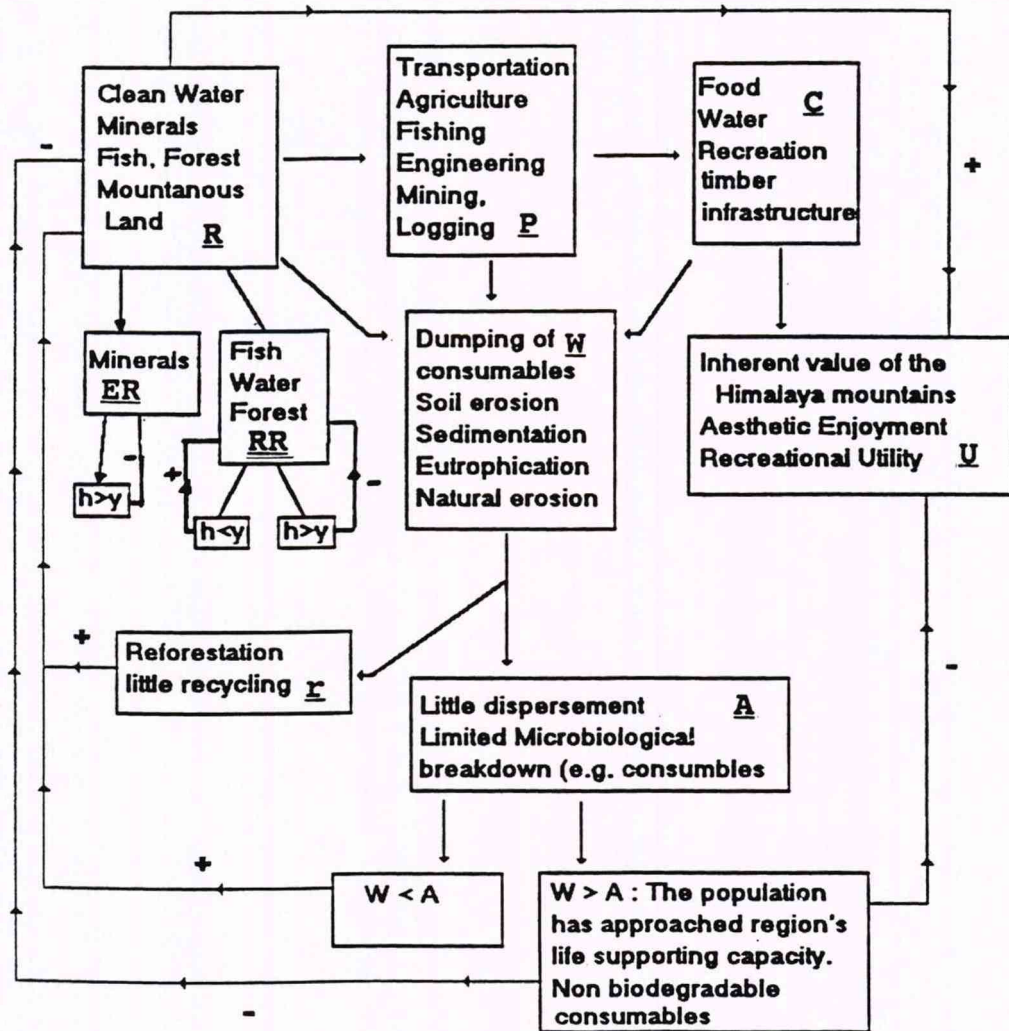 Clean Water
Minerals
Fish, Forest
Mountanous
Land R
Transportation
Agriculture
Fishing
Engineering
Mining,
Logging P
Food C
Water
Recreation
timber
infrastructure
-
+
Minerals
ER
h>y
-
Fish
Water
Forest
RR
+
-
h<y
h>y
Dumping of W
consumables
Soil erosion
Sedimentation
Eutrophication
Natural erosion
Inherent value of the
Himalaya mountains
Aesthetic Enjoyment
Recreational Utility U
+
Reforestation
little recycling r
-
Little dispersement A
Limited Microbiological
breakdown (e.g. consumbles
+
W < A
W > A : The population
has approached region's
life supporting capacity.
Non biodegradable
consumables
-